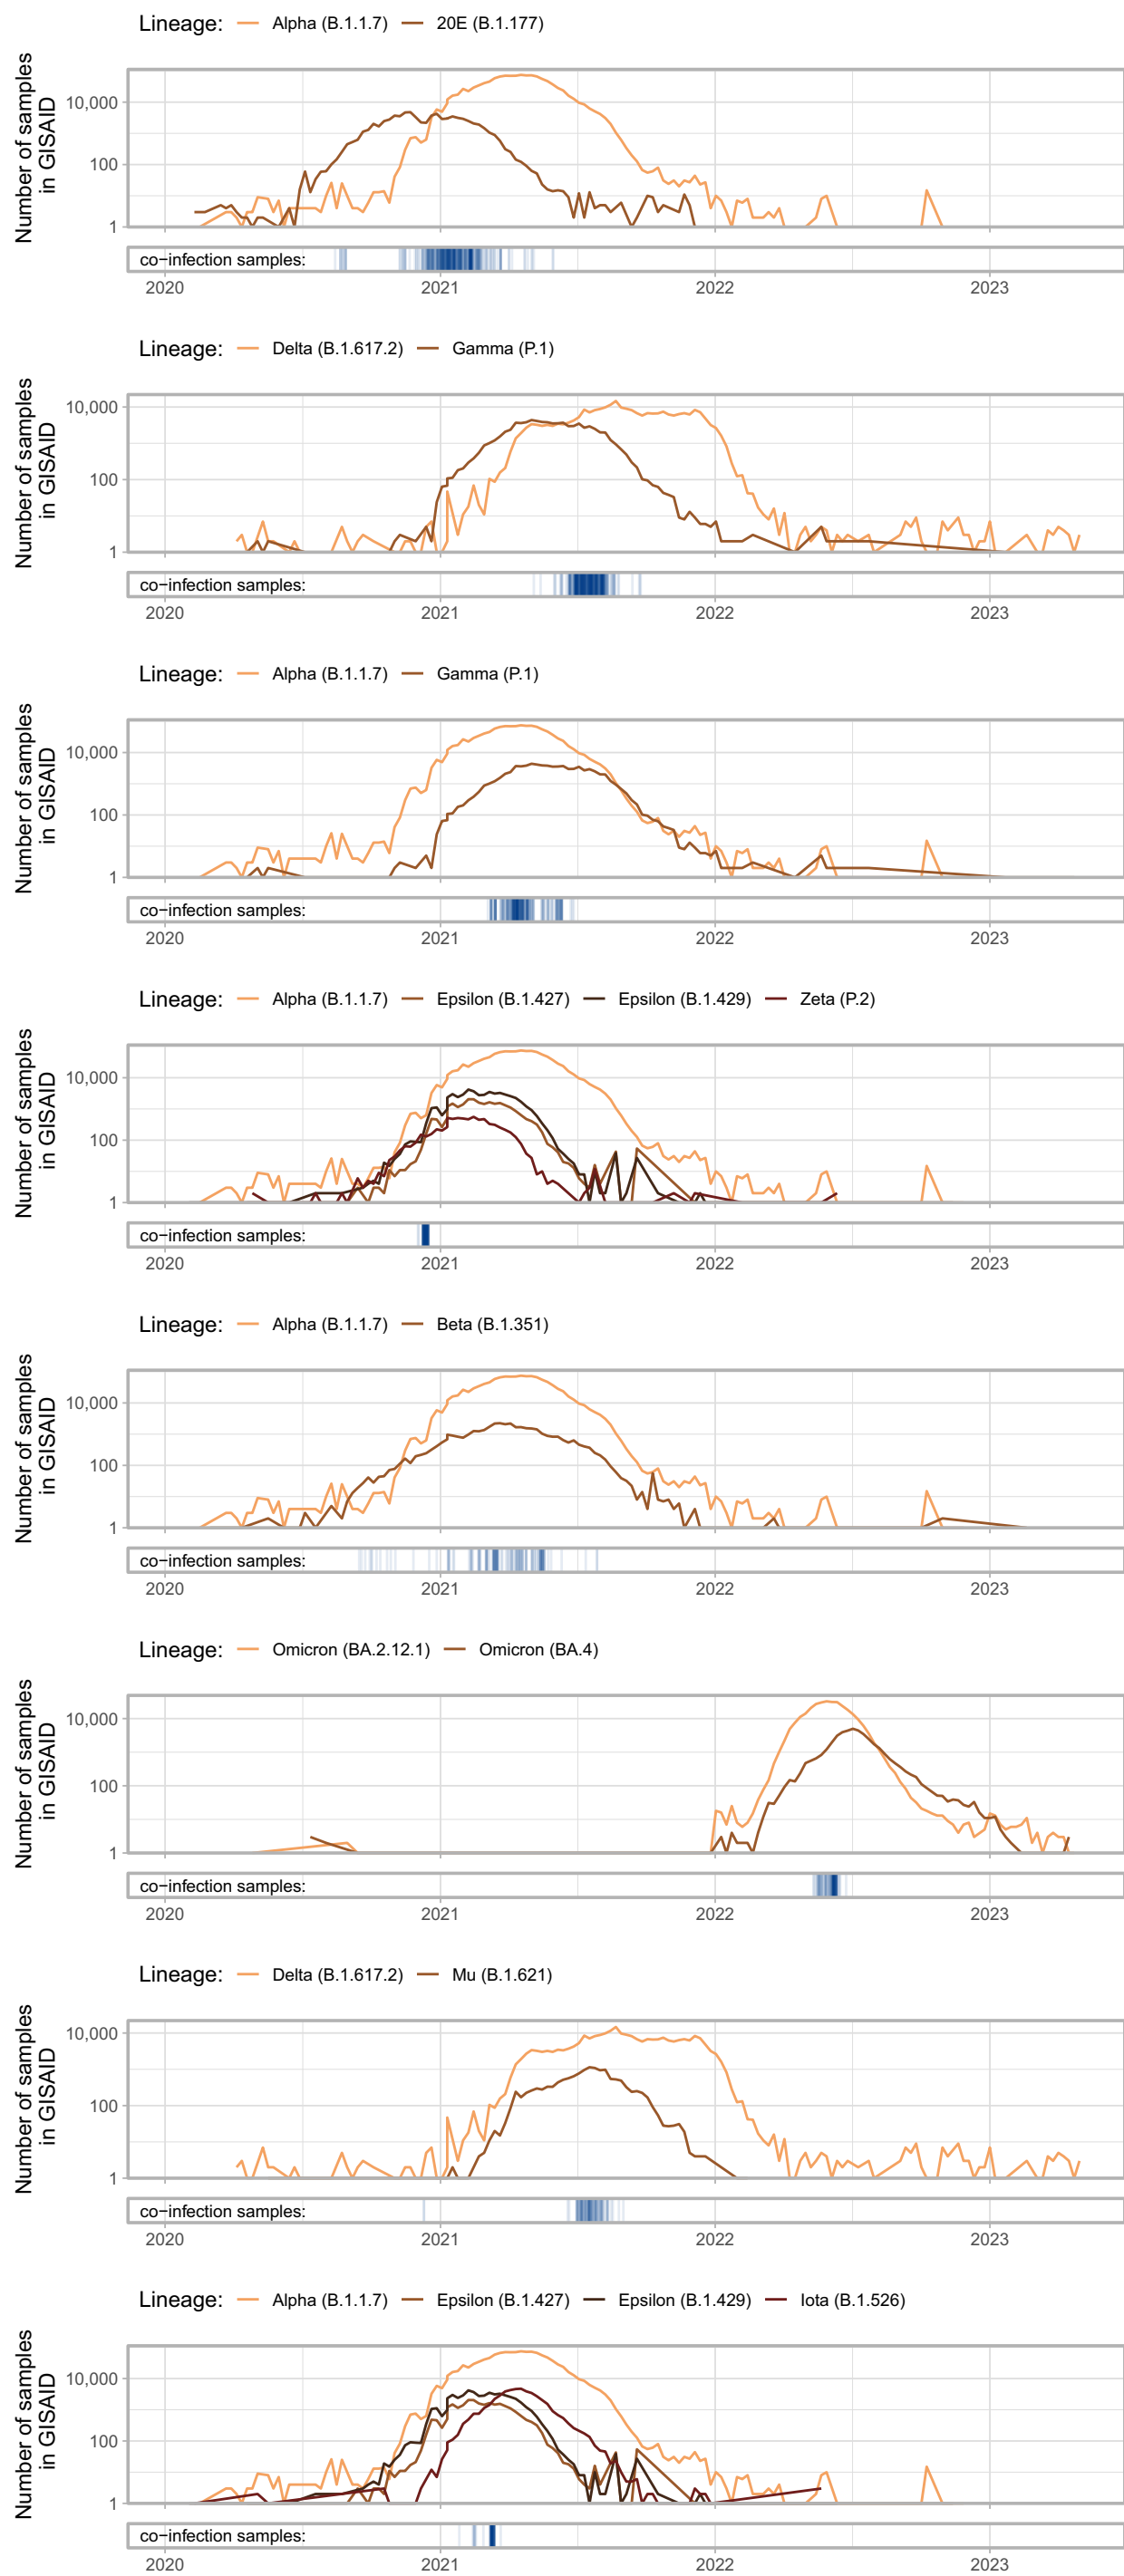 Lineage: Alpha (B.1.1.7) 20E (B.1.177)
Number of samples
in GISAID
10,000
100
1
co−infection samples:
2020 2021 2022 2023
Lineage: Delta (B.1.617.2) Gamma (P.1)
Number of samples
in GISAID
10,000
100
1
co−infection samples:
2020 2021 2022 2023
Lineage: Alpha (B.1.1.7) Gamma (P.1)
Number of samples
in GISAID
10,000
100
1
co−infection samples:
2020 2021 2022 2023
Lineage: Alpha (B.1.1.7) Epsilon (B.1.427) Epsilon (B.1.429) Zeta (P.2)
Number of samples
in GISAID
10,000
100
1
co−infection samples:
2020 2021 2022 2023
Lineage: Alpha (B.1.1.7) Beta (B.1.351)
Number of samples
in GISAID
10,000
100
1
co−infection samples:
2020 2021 2022 2023
Lineage: Omicron (BA.2.12.1) Omicron (BA.4)
Number of samples
in GISAID
10,000
100
1
co−infection samples:
2020 2021 2022 2023
Lineage: Delta (B.1.617.2) Mu (B.1.621)
Number of samples
in GISAID
10,000
100
1
co−infection samples:
2020 2021 2022 2023
Lineage: Alpha (B.1.1.7) Epsilon (B.1.427) Epsilon (B.1.429) Iota (B.1.526)
Number of samples
in GISAID
10,000
100
1
co−infection samples:
2020 2021 2022 2023